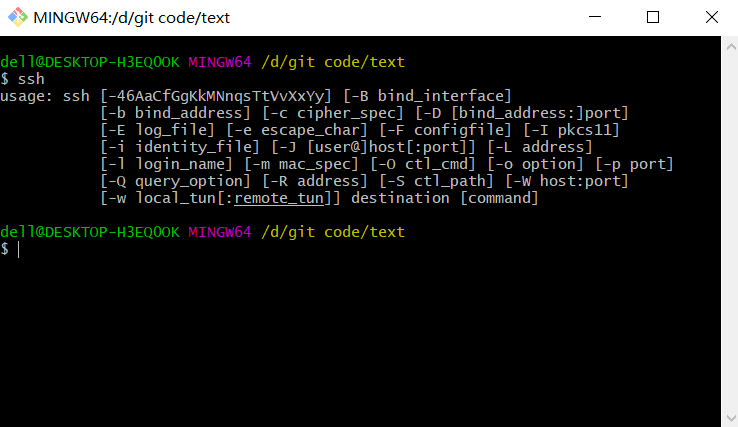 MINGW64:/d/git code/text
dell@DESKTOP-H3EQOOK MINGW64 /d/git code/text
$ ssh
usage: ssh [-46AaCfGgKkMNnqsTtVvXxYy] [-B bind_interface]
           [-b bind_address] [-c cipher_spec] [-D [bind_address:]port]
           [-E log_file] [-e escape_char] [-F configfile] [-I pkcs11]
           [-i identity_file] [-J [user@]host[:port]] [-L address]
           [-l login_name] [-m mac_spec] [-O ctl_cmd] [-o option] [-p port]
           [-Q query_option] [-R address] [-S ctl_path] [-W host:port]
           [-w local_tun[:remote_tun]] destination [command]
dell@DESKTOP-H3EQOOK MINGW64 /d/git code/text
$